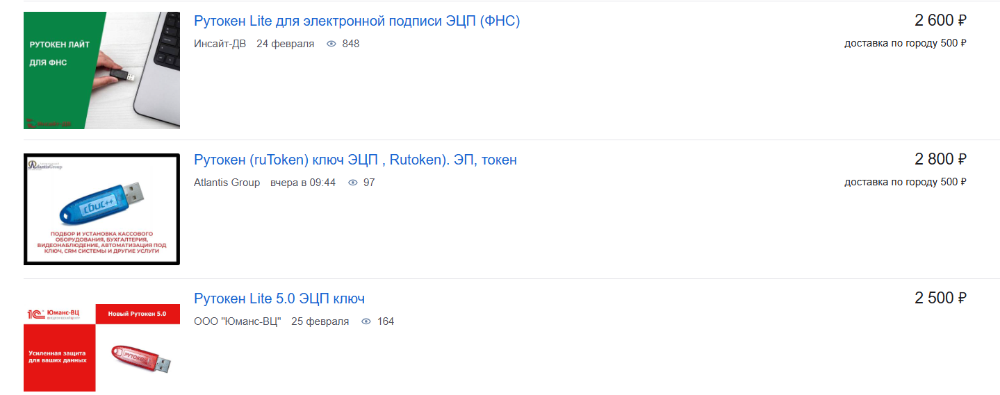 РУТОКЕН ЛАЙТ
ДЛЯ ФНС
Рутокен Lite для электронной подписи ЭЦП (ФНС)
Инсайт-ДВ 24 февраля 848
2 600 ₽
доставка по городу 500 ₽
AtlantisGroup
сбис++
ПОДБОР И УСТАНОВКА КАССОВОГО
ОБОРУДОВАНИЯ, БУХГАЛТЕРИЯ,
ВИДЕОНАБЛЮДЕНИЕ, АВТОМАТИЗАЦИЯ ПОД
КЛЮЧ, CRM СИСТЕМЫ И ДРУГИЕ УСЛУГИ
Рутокен (ruToken) ключ ЭЦП , Rutoken). ЭП, токен
Atlantis Group вчера в 09:44 97
2 800 ₽
доставка по городу 500 ₽
1С Юманс-ВЦ
Новый Рутокен 5.0
Усиленная защита
для ваших данных
РУТОКЕН
Рутокен Lite 5.0 ЭЦП ключ
ООО "Юманс-ВЦ" 25 февраля 164
2 500 ₽